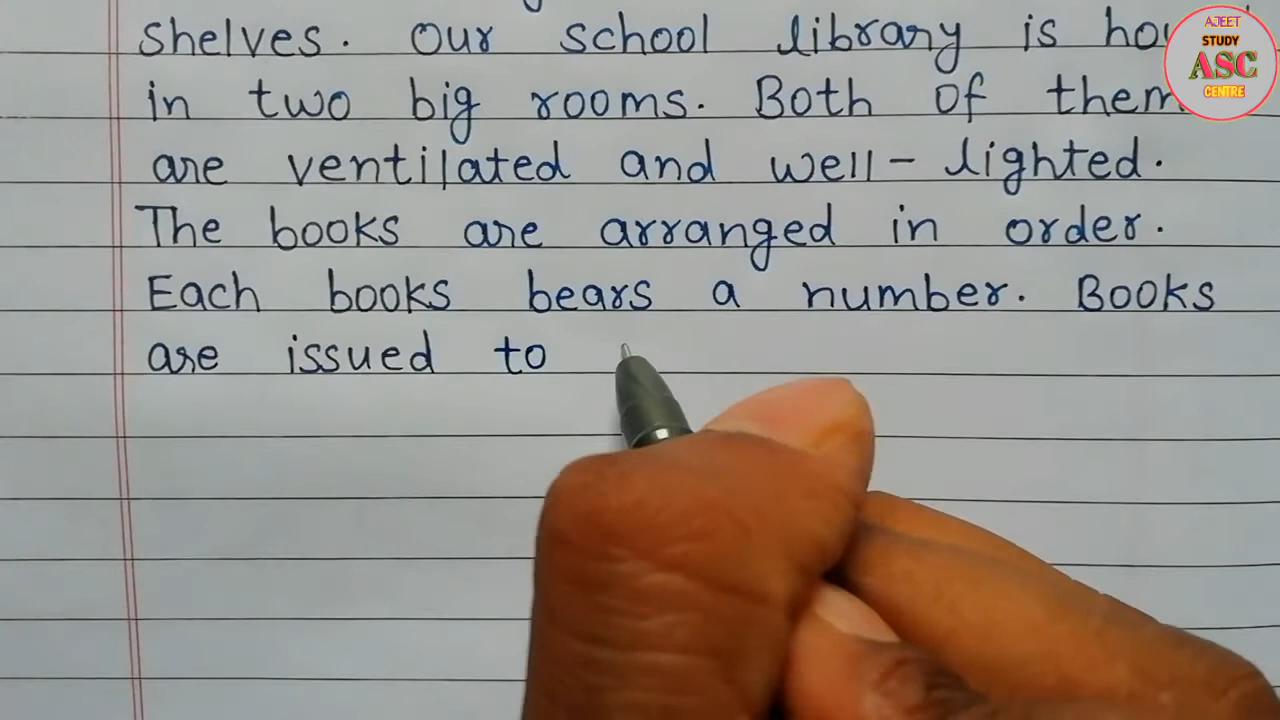 shelves. Our school library is
in two big rooms. Both of them
are ventilated and well-lighted.
The books are arranged in order.
Each books bears a number. Books
are issued to
AJEET
STUDY
ASC
CENTRE